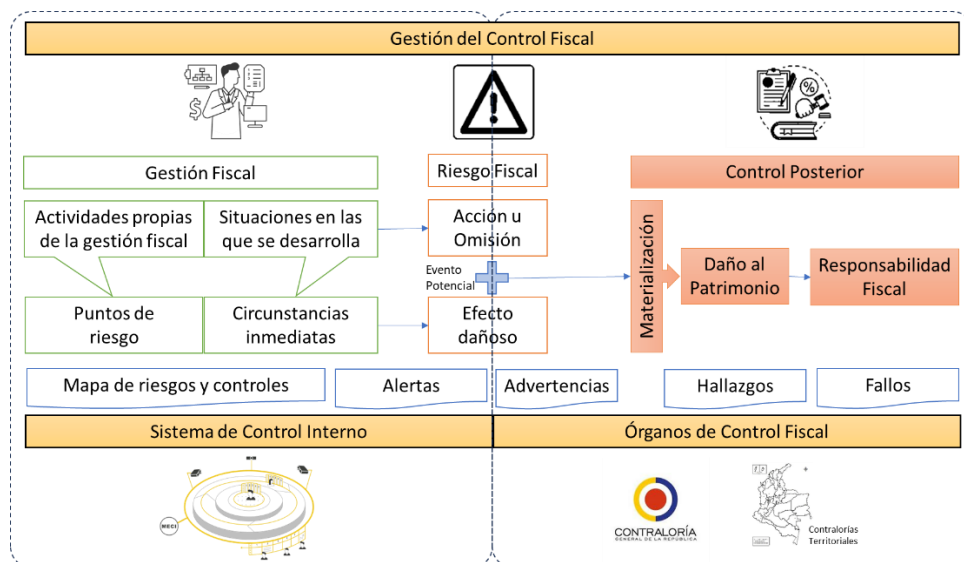 Gestión del Control Fiscal
Gestión Fiscal
Riesgo Fiscal
Control Posterior
Actividades propias
de la gestión fiscal
Situaciones en las
que se desarrolla
Acción u
Omisión
Evento
Potencial
Materialización
Daño al
Patrimonio
Responsabilidad
Fiscal
Puntos de
riesgo
Circunstancias
inmediatas
Efecto
dañoso
Mapa de riesgos y controles
Alertas
Advertencias
Hallazgos
Fallos
Sistema de Control Interno
Órganos de Control Fiscal
MECI
CONTRALORÍA
GENERAL DE LA REPÚBLICA
Contralorías
Territoriales